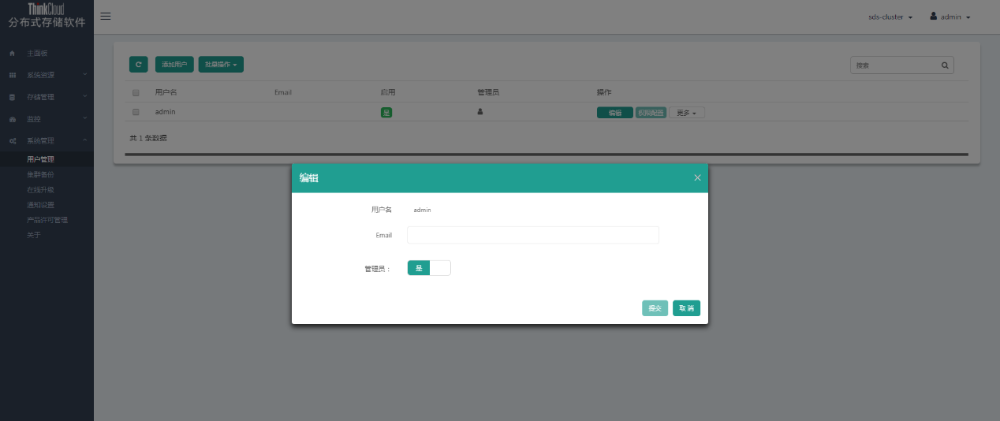 ThinkCloud
分布式存储软件
sds-cluster
admin
主面板
系统资源
存储管理
监控
系统管理
用户管理
集群备份
在线升级
通知设置
产品许可管理
关于
添加用户 批量操作
搜索
用户名 Email 启用 管理员 操作
admin 是 编辑 权限配置 更多
共 1 条数据
编辑
用户名 admin
Email
管理员： 是
提交 取消